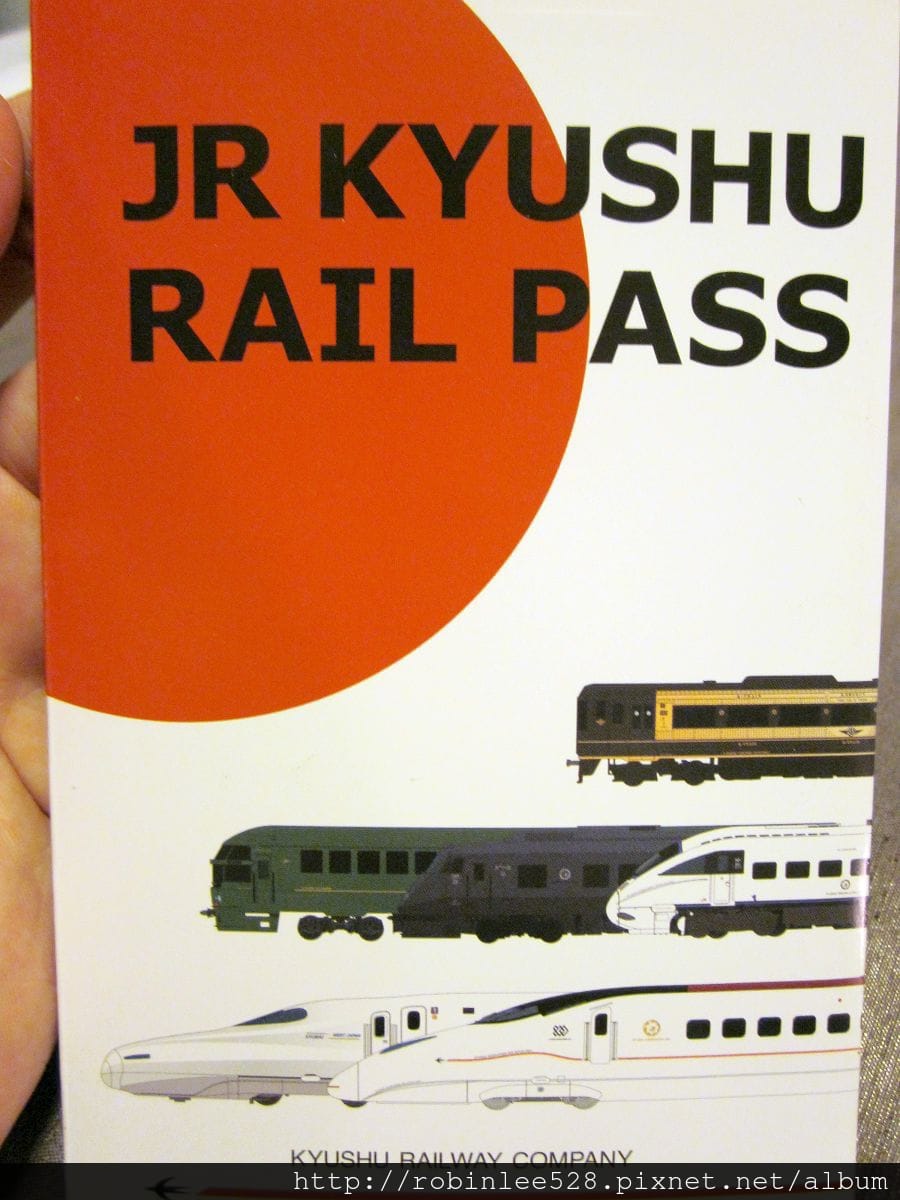 JR KYUSHU
RAIL PASS
KYUSHU RAILWAY COMPANY
http://robinlee528.pixnet.net/album